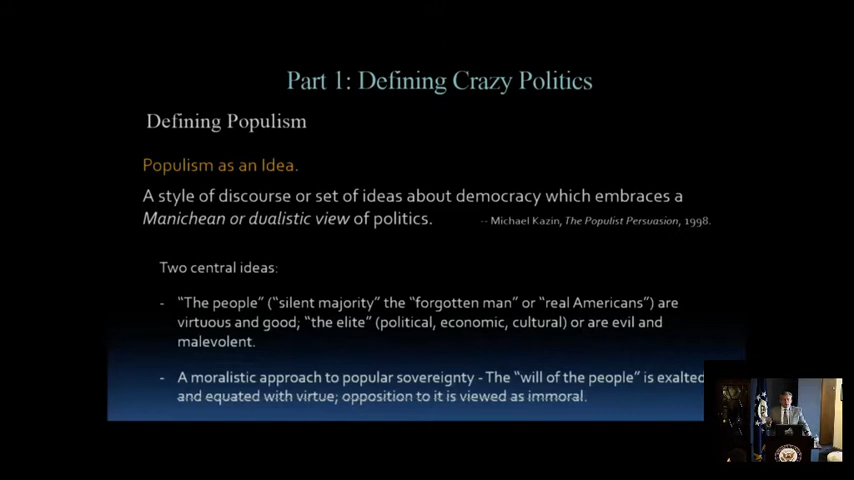 Part 1: Defining Crazy Politics
Defining Populism
Populism as an Idea.
A style of discourse or set of ideas about democracy which embraces a
Manichean or dualistic view of politics. -- Michael Kazin, The Populist Persuasion, 1998.
Two central ideas:
- “The people” (“silent majority” the “forgotten man” or “real Americans”) are
virtuous and good; “the elite” (political, economic, cultural) or are evil and
malevolent.
- A moralistic approach to popular sovereignty - The “will of the people” is exalted
and equated with virtue; opposition to it is viewed as immoral.